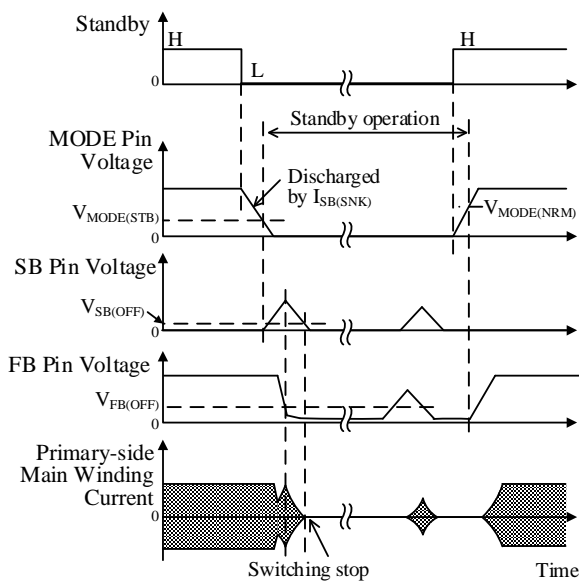 Standby
H
H
L
0
Standby operation
MODE Pin
Voltage
Discharged
by I_SB(SNK)
V_MODE(STB)
V_MODE(NRM)
0
SB Pin Voltage
V_SB(OFF)
0
FB Pin Voltage
V_FB(OFF)
0
Primary-side
Main Winding
Current
0
Switching stop
Time